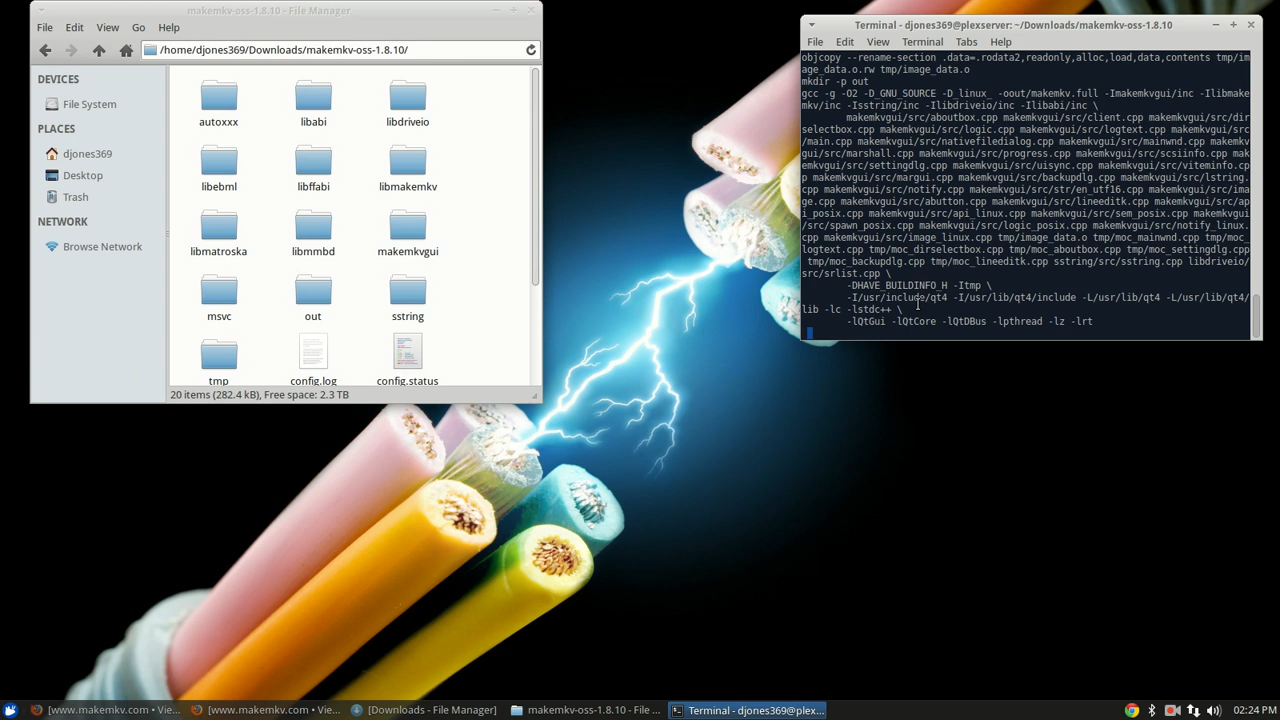 makemkv-oss-1.8.10 - File Manager
File Edit View Go Help
/home/djones369/Downloads/makemkv-oss-1.8.10/
DEVICES
File System
PLACES
djones369
Desktop
Trash
NETWORK
Browse Network
autoxxx libabi libdriveio
libebml libffabi libmakemkv
libmatroska libmmbd makemkvgui
msvc out sstring
tmp config.log config.status
20 items (282.4 kB), Free space: 2.3 TB
Terminal - djones369@plexserver: ~/Downloads/makemkv-oss-1.8.10
File Edit View Terminal Tabs Help
objcopy --rename-section .data=.rodata2,readonly,alloc,load,data,contents tmp/im
age_data.o.rw tmp/image_data.o
mkdir -p out
gcc -g -O2 -D_GNU_SOURCE -D_linux_ -oout/makemkv.full -Imakemkvgui/inc -Ilibmake
mkv/inc -Isstring/inc -Ilibdriveio/inc -Ilibabi/inc \
makemkvgui/src/aboutbox.cpp makemkvgui/src/client.cpp makemkvgui/src/dir
selectbox.cpp makemkvgui/src/logic.cpp makemkvgui/src/logtext.cpp makemkvgui/src
/main.cpp makemkvgui/src/nativefiledialog.cpp makemkvgui/src/mainwnd.cpp makemkv
gui/src/marshall.cpp makemkvgui/src/progress.cpp makemkvgui/src/scsiinfo.cpp mak
emkvgui/src/settingdlg.cpp makemkvgui/src/uisync.cpp makemkvgui/src/viteminfo.cp
p makemkvgui/src/margui.cpp makemkvgui/src/backupdlg.cpp makemkvgui/src/lstring.
cpp makemkvgui/src/notify.cpp makemkvgui/src/str/en_utf16.cpp makemkvgui/src/ima
ge.cpp makemkvgui/src/abutton.cpp makemkvgui/src/lineeditk.cpp makemkvgui/src/ap
i_posix.cpp makemkvgui/src/api_linux.cpp makemkvgui/src/sem_posix.cpp makemkvgui
/src/spawn_posix.cpp makemkvgui/src/logic_posix.cpp makemkvgui/src/notify_linux.
cpp makemkvgui/src/image_linux.cpp tmp/image_data.o tmp/moc_mainwnd.cpp tmp/moc_
logtext.cpp tmp/moc_dirselectbox.cpp tmp/moc_aboutbox.cpp tmp/moc_settingdlg.cpp
tmp/moc_backupdlg.cpp tmp/moc_lineeditk.cpp sstring/src/sstring.cpp libdriveio/
src/srlist.cpp \
-DHAVE_BUILDINFO_H -Itmp \
-I/usr/include/qt4 -I/usr/lib/qt4/include -L/usr/lib/qt4 -L/usr/lib/qt4/
lib -lc -lstdc++ \
-lQtGui -lQtCore -lQtDBus -lpthread -lz -lrt
[www.makemkv.com • Vie... [www.makemkv.com • Vie... [Downloads - File Manager] makemkv-oss-1.8.10 - File ... Terminal - djones369@plex... 02:24 PM